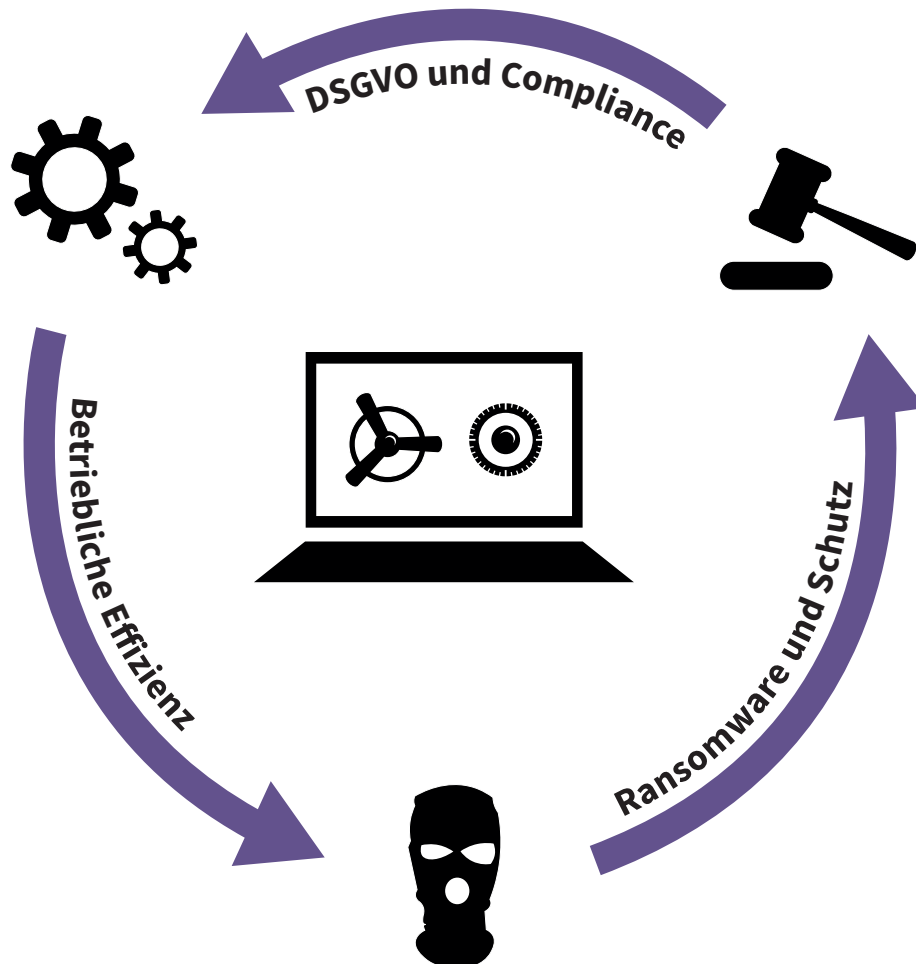 DSGVO und Compliance
Betriebliche Effizienz
Ransomware und Schutz